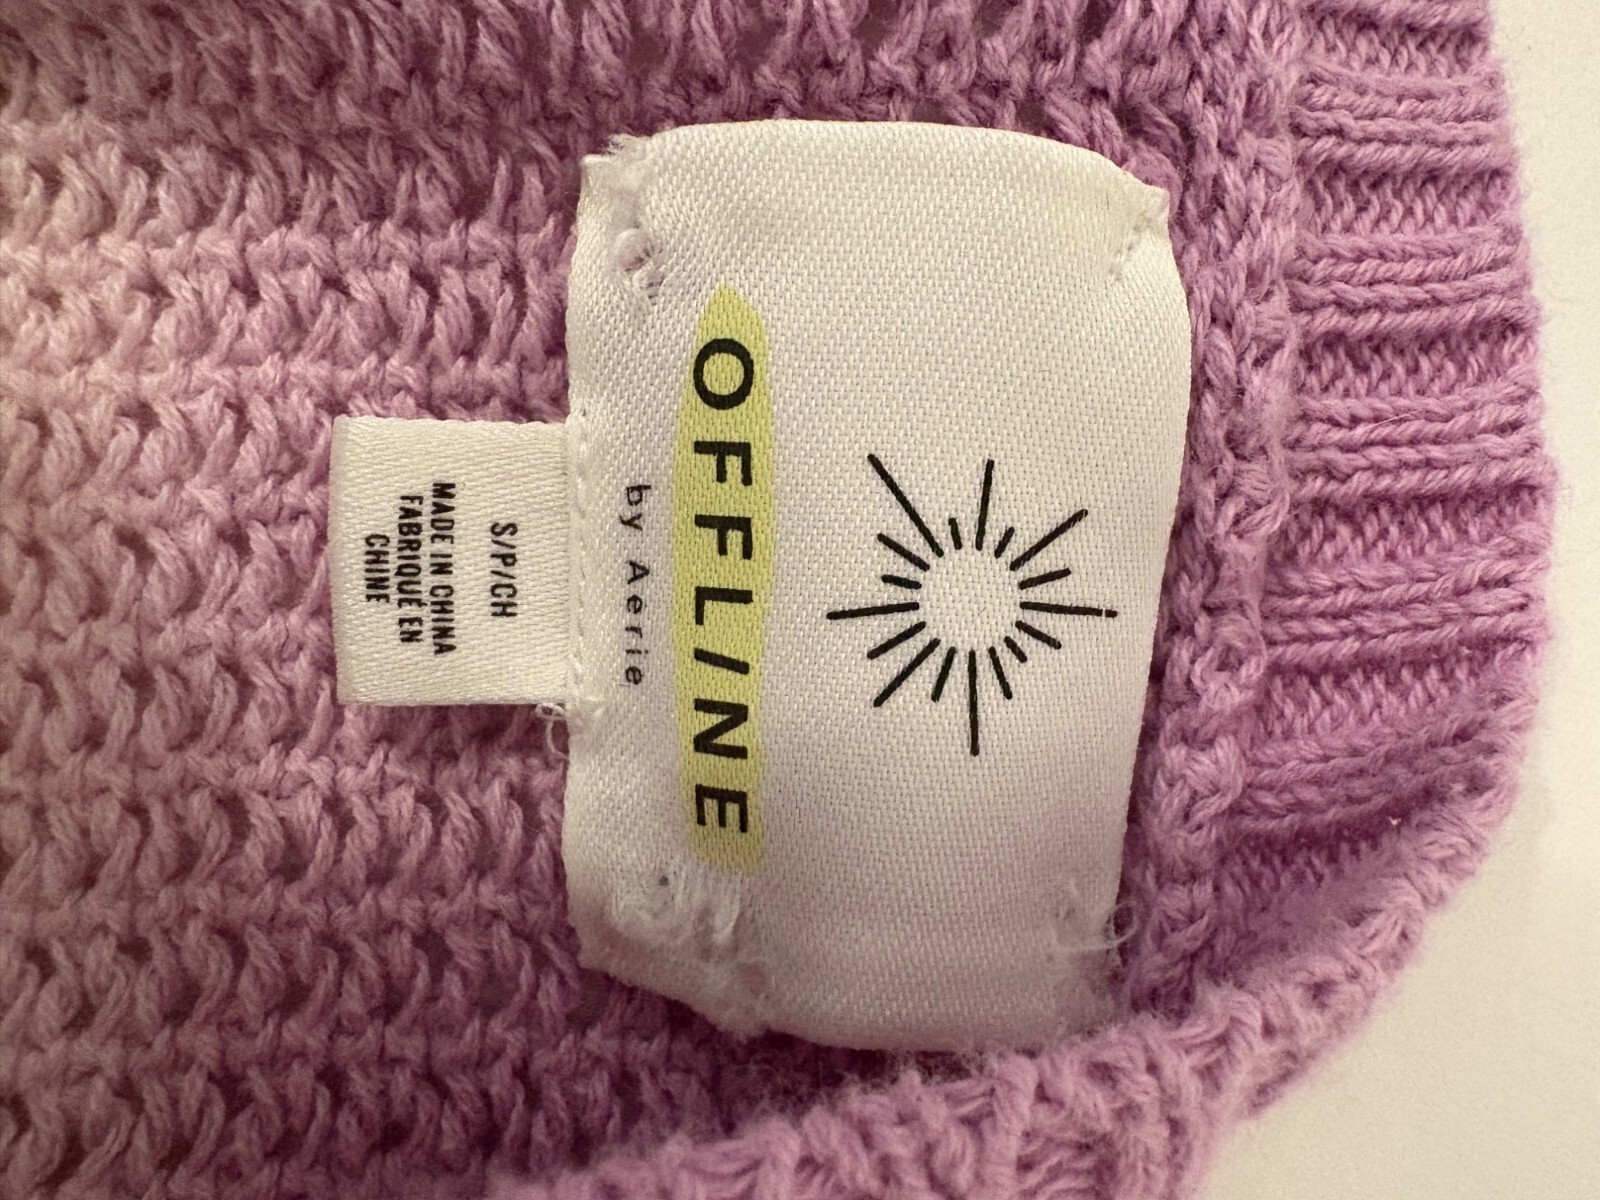 OFFLINE
by Aerie
S/P/CH
MADE IN CHINA
FABRIQUÉ EN
CHINE